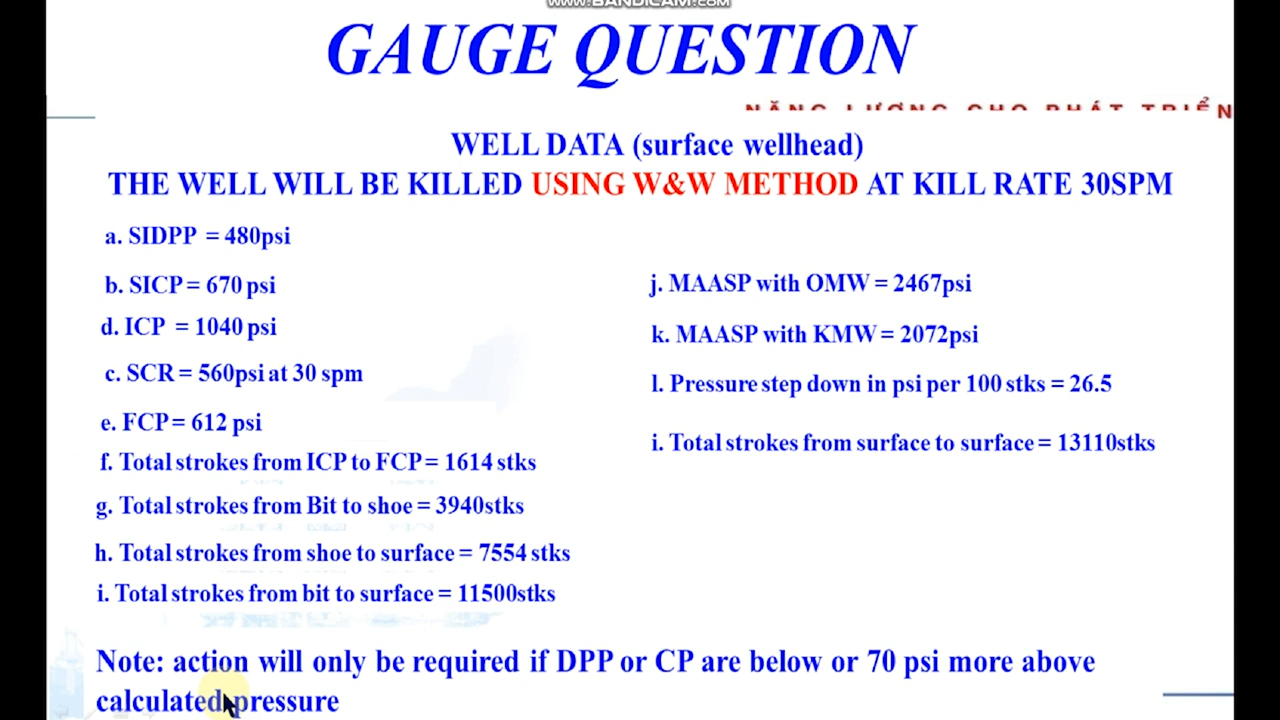 www.BANDICAM.com
GAUGE QUESTION
NĂNG LƯỢNG CHO PHÁT TRIỂN
WELL DATA (surface wellhead)
THE WELL WILL BE KILLED USING W&W METHOD AT KILL RATE 30SPM
a. SIDPP = 480psi
b. SICP = 670 psi
d. ICP = 1040 psi
c. SCR = 560psi at 30 spm
e. FCP = 612 psi
f. Total strokes from ICP to FCP = 1614 stks
g. Total strokes from Bit to shoe = 3940stks
h. Total strokes from shoe to surface = 7554 stks
i. Total strokes from bit to surface = 11500stks
j. MAASP with OMW = 2467psi
k. MAASP with KMW = 2072psi
l. Pressure step down in psi per 100 stks = 26.5
i. Total strokes from surface to surface = 13110stks
Note: action will only be required if DPP or CP are below or 70 psi more above
calculated pressure